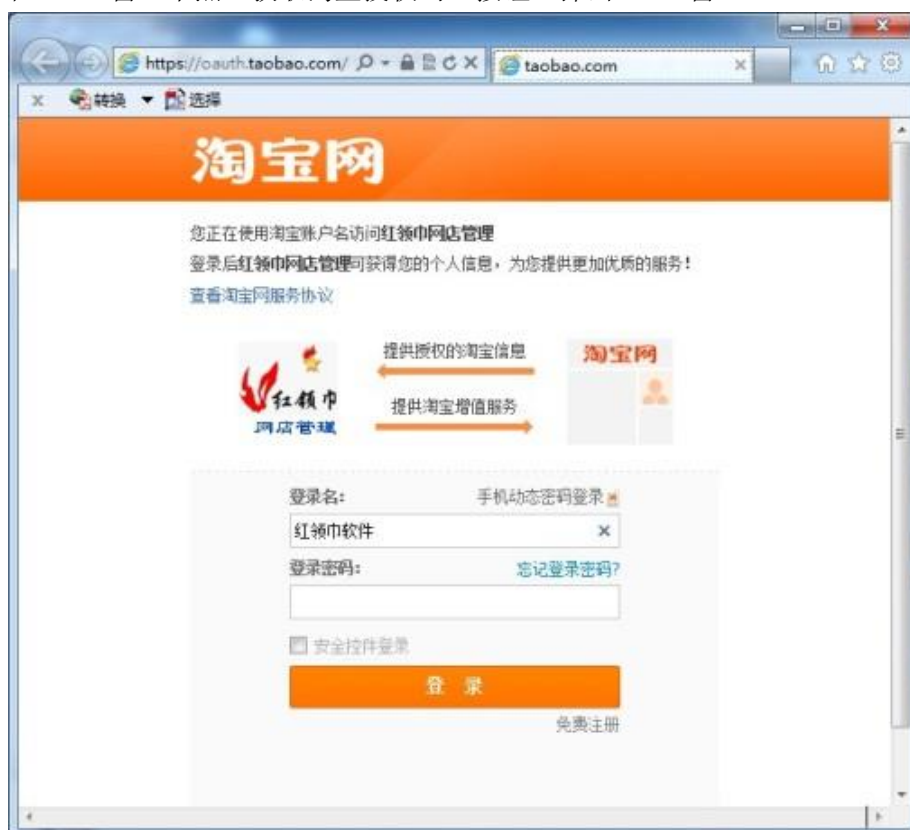 https://oauth.taobao.com/
taobao.com
转换
选择
淘宝网
您正在使用淘宝账户名访问红领巾网店管理
登录后红领巾网店管理可获得您的个人信息，为您提供更加优质的服务！
查看淘宝网服务协议
提供授权的淘宝信息
淘宝网
红领巾
网店管理
提供淘宝增值服务
登录名：
手机动态密码登录
红领巾软件
登录密码：
忘记登录密码?
安全控件登录
登 录
免费注册